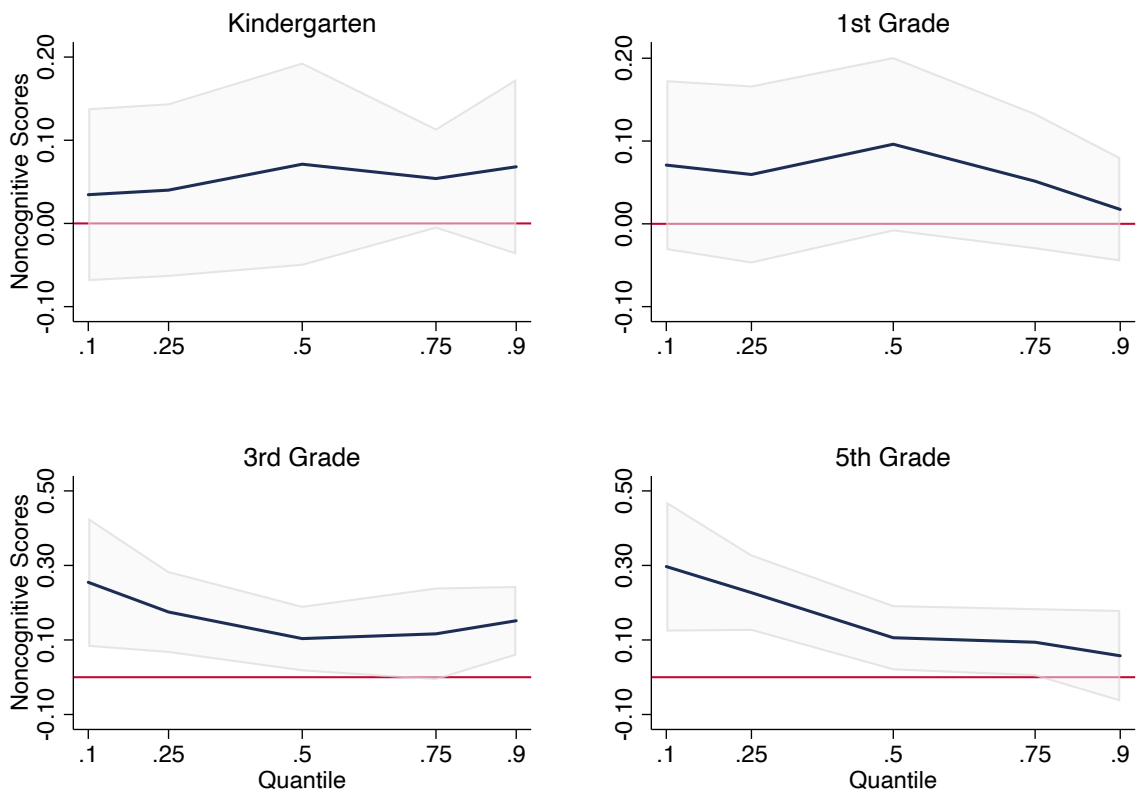 Kindergarten
Noncognitive Scores
0.20
0.10
0.00
-0.10
.1 .25 .5 .75 .9
1st Grade
0.20
0.10
0.00
-0.10
.1 .25 .5 .75 .9
3rd Grade
Noncognitive Scores
0.50
0.30
0.10
-0.10
.1 .25 .5 .75 .9
Quantile
5th Grade
0.50
0.30
0.10
-0.10
.1 .25 .5 .75 .9
Quantile